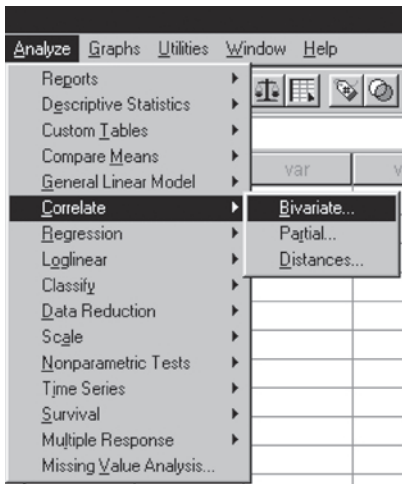 Analyze Graphs Utilities Window Help
Reports
Descriptive Statistics
Custom Tables
Compare Means
General Linear Model
Correlate
Regression
Loglinear
Classify
Data Reduction
Scale
Nonparametric Tests
Time Series
Survival
Multiple Response
Missing Value Analysis...
var v
Bivariate...
Partial...
Distances...